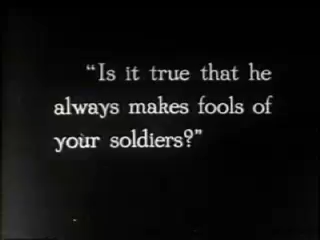 “Is it true that he
always makes fools of
your soldiers?”